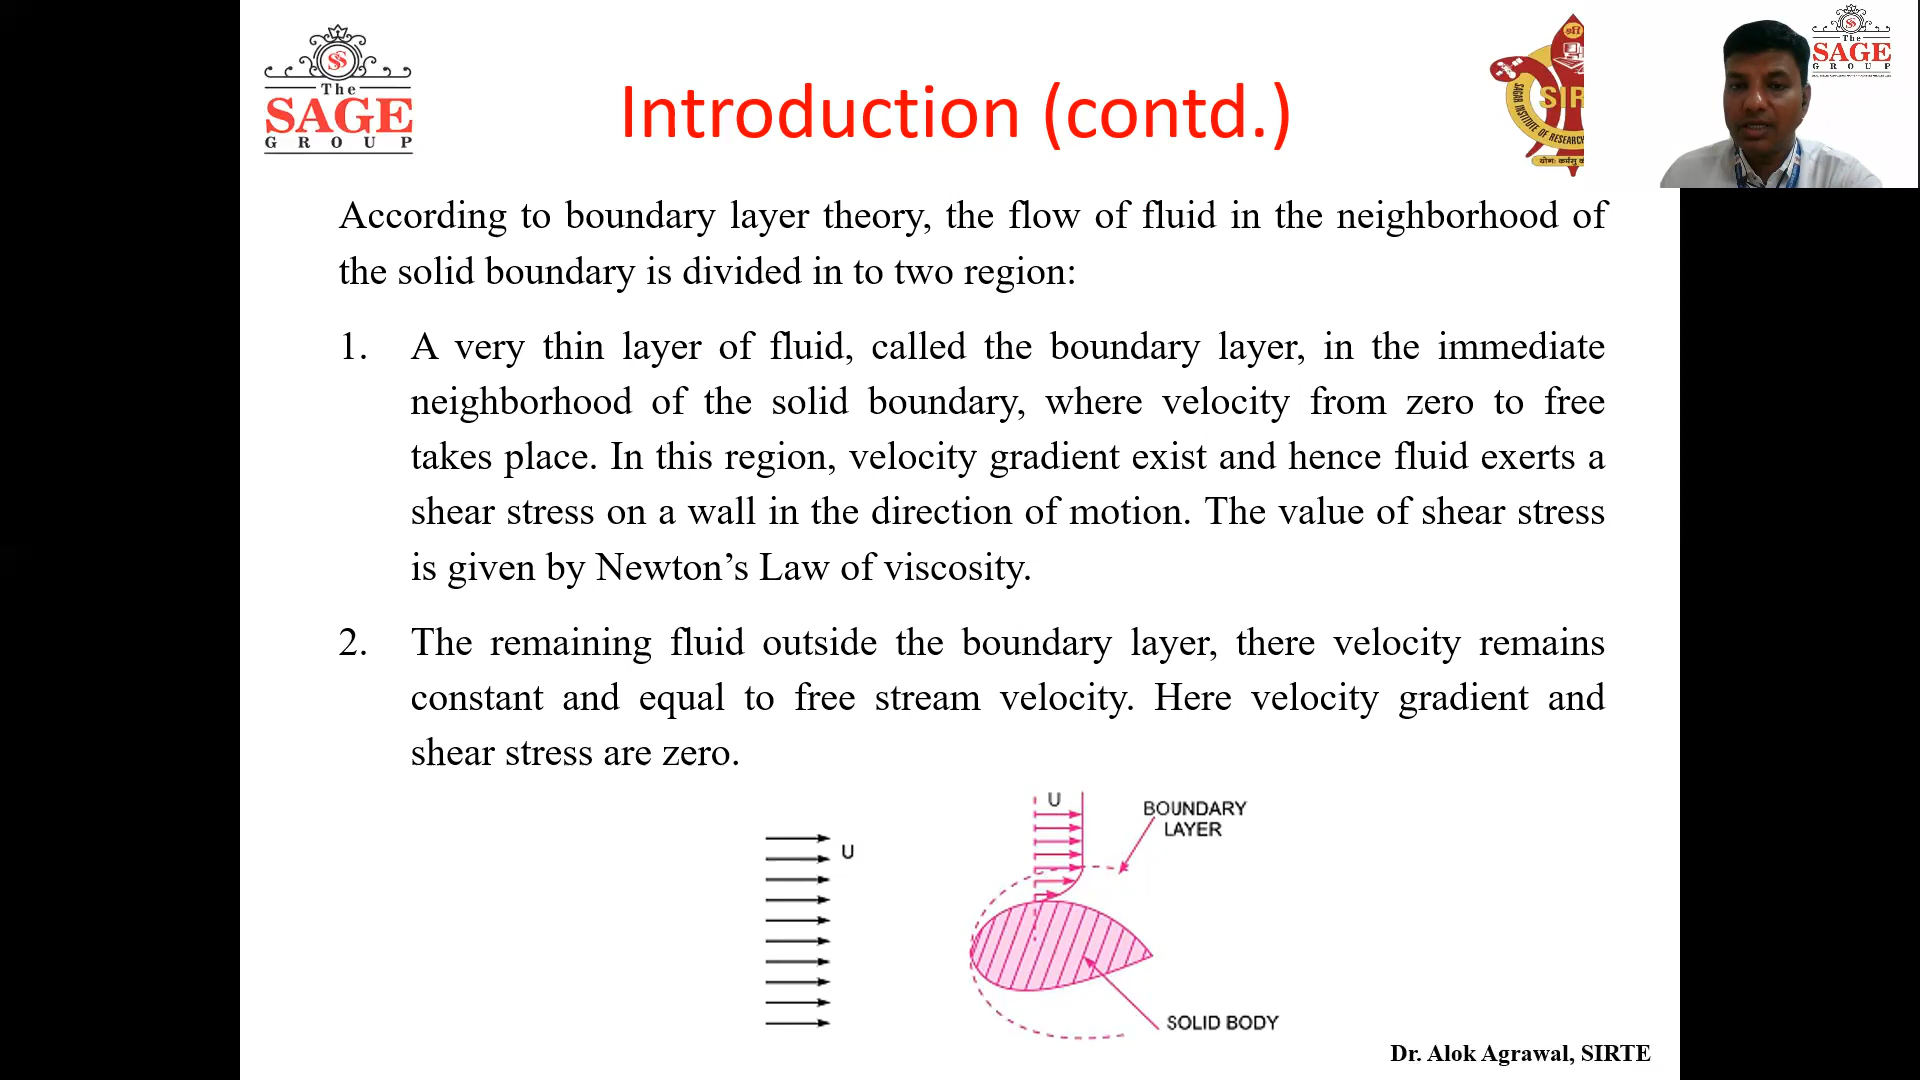 The
SAGE
GROUP
Introduction (contd.)
श्री
SIR
SAGAR INSTITUTE OF RESEARCH
The
SAGE
GROUP
According to boundary layer theory, the flow of fluid in the neighborhood of
the solid boundary is divided in to two region:
1. A very thin layer of fluid, called the boundary layer, in the immediate
neighborhood of the solid boundary, where velocity from zero to free
takes place. In this region, velocity gradient exist and hence fluid exerts a
shear stress on a wall in the direction of motion. The value of shear stress
is given by Newton’s Law of viscosity.
2. The remaining fluid outside the boundary layer, there velocity remains
constant and equal to free stream velocity. Here velocity gradient and
shear stress are zero.
U
U
BOUNDARY
LAYER
SOLID BODY
Dr. Alok Agrawal, SIRTE